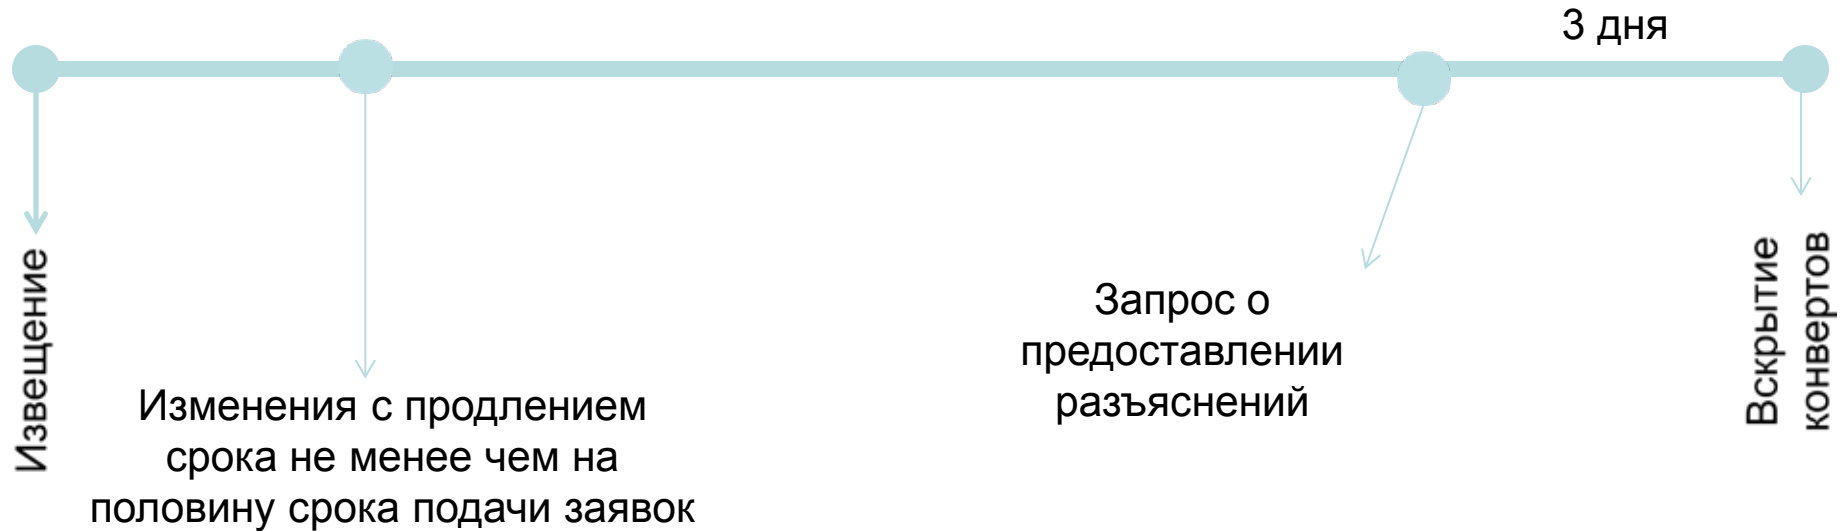 3 дня
Извещение
Изменения с продлением
срока не менее чем на
половину срока подачи заявок
Запрос о
предоставлении
разъяснений
Вскрытие
конвертов